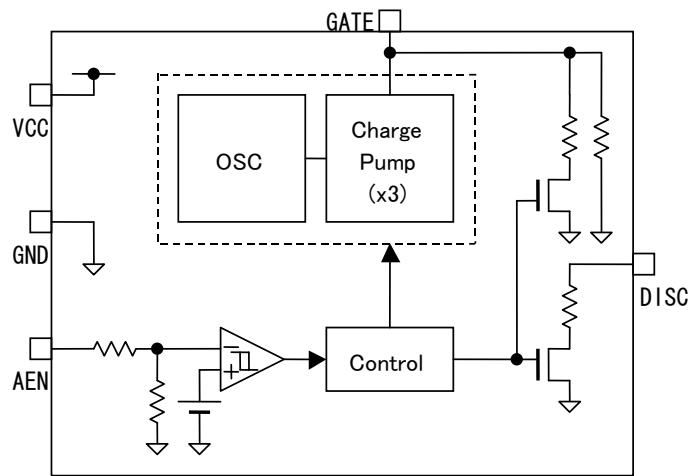 GATE
VCC
OSC
Charge
Pump
(x3)
GND
DISC
AEN
−
+
Control